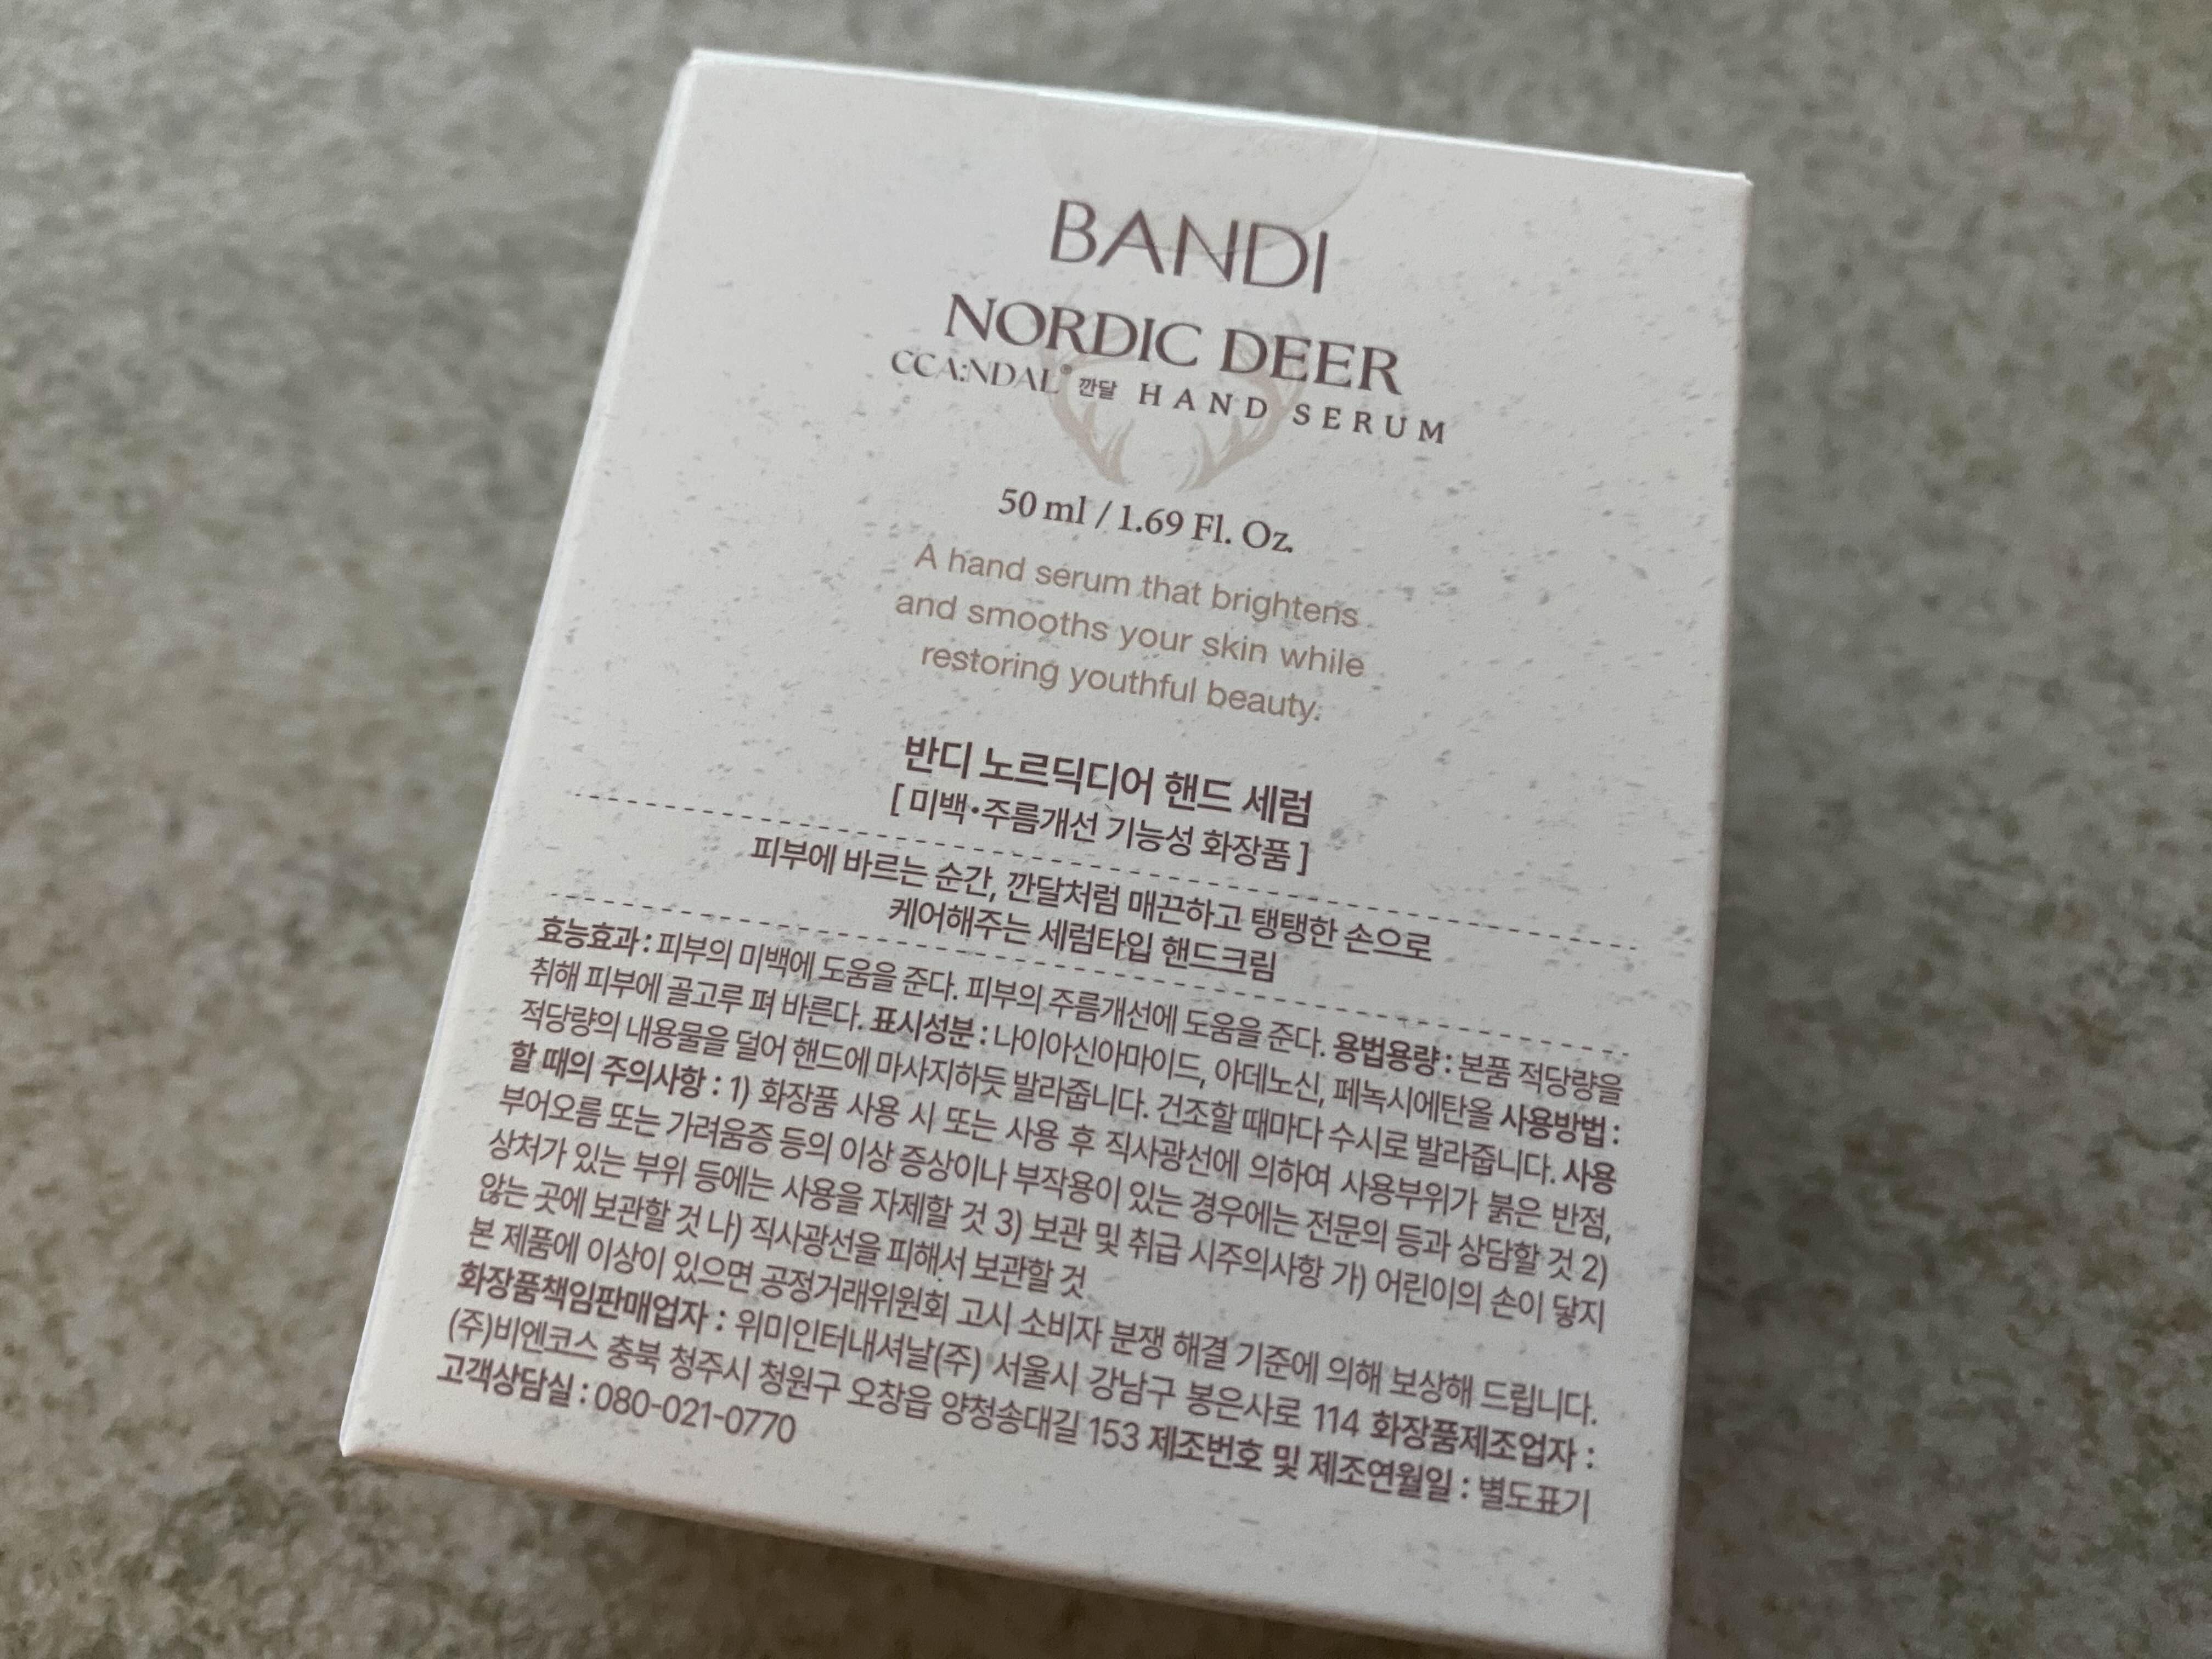 BANDI
NORDIC DEER
CCA:NDAL® 깐달 HAND SERUM
50 ml / 1.69 Fl. Oz.
A hand serum that brightens
and smooths your skin while
restoring youthful beauty.
반디 노르딕디어 핸드 세럼
[ 미백•주름개선 기능성 화장품 ]
피부에 바르는 순간, 깐달처럼 매끈하고 탱탱한 손으로
케어해주는 세럼타입 핸드크림
효능효과 : 피부의 미백에 도움을 준다. 피부의 주름개선에 도움을 준다. 용법용량 : 본품 적당량을
취해 피부에 골고루 펴 바른다. 표시성분 : 나이아신아마이드, 아데노신, 페녹시에탄올 사용방법 :
적당량의 내용물을 덜어 핸드에 마사지하듯 발라줍니다. 건조할 때마다 수시로 발라줍니다. 사용
할 때의 주의사항 : 1) 화장품 사용 시 또는 사용 후 직사광선에 의하여 사용부위가 붉은 반점,
부어오름 또는 가려움증 등의 이상 증상이나 부작용이 있는 경우에는 전문의 등과 상담할 것 2)
상처가 있는 부위 등에는 사용을 자제할 것 3) 보관 및 취급 시주의사항 가) 어린이의 손이 닿지
않는 곳에 보관할 것 나) 직사광선을 피해서 보관할 것
본 제품에 이상이 있으면 공정거래위원회 고시 소비자 분쟁 해결 기준에 의해 보상해 드립니다.
화장품책임판매업자 : 위미인터내셔날(주) 서울시 강남구 봉은사로 114 화장품제조업자 :
(주)비엔코스 충북 청주시 청원구 오창읍 양청송대길 153 제조번호 및 제조연월일 : 별도표기
고객상담실 : 080-021-0770